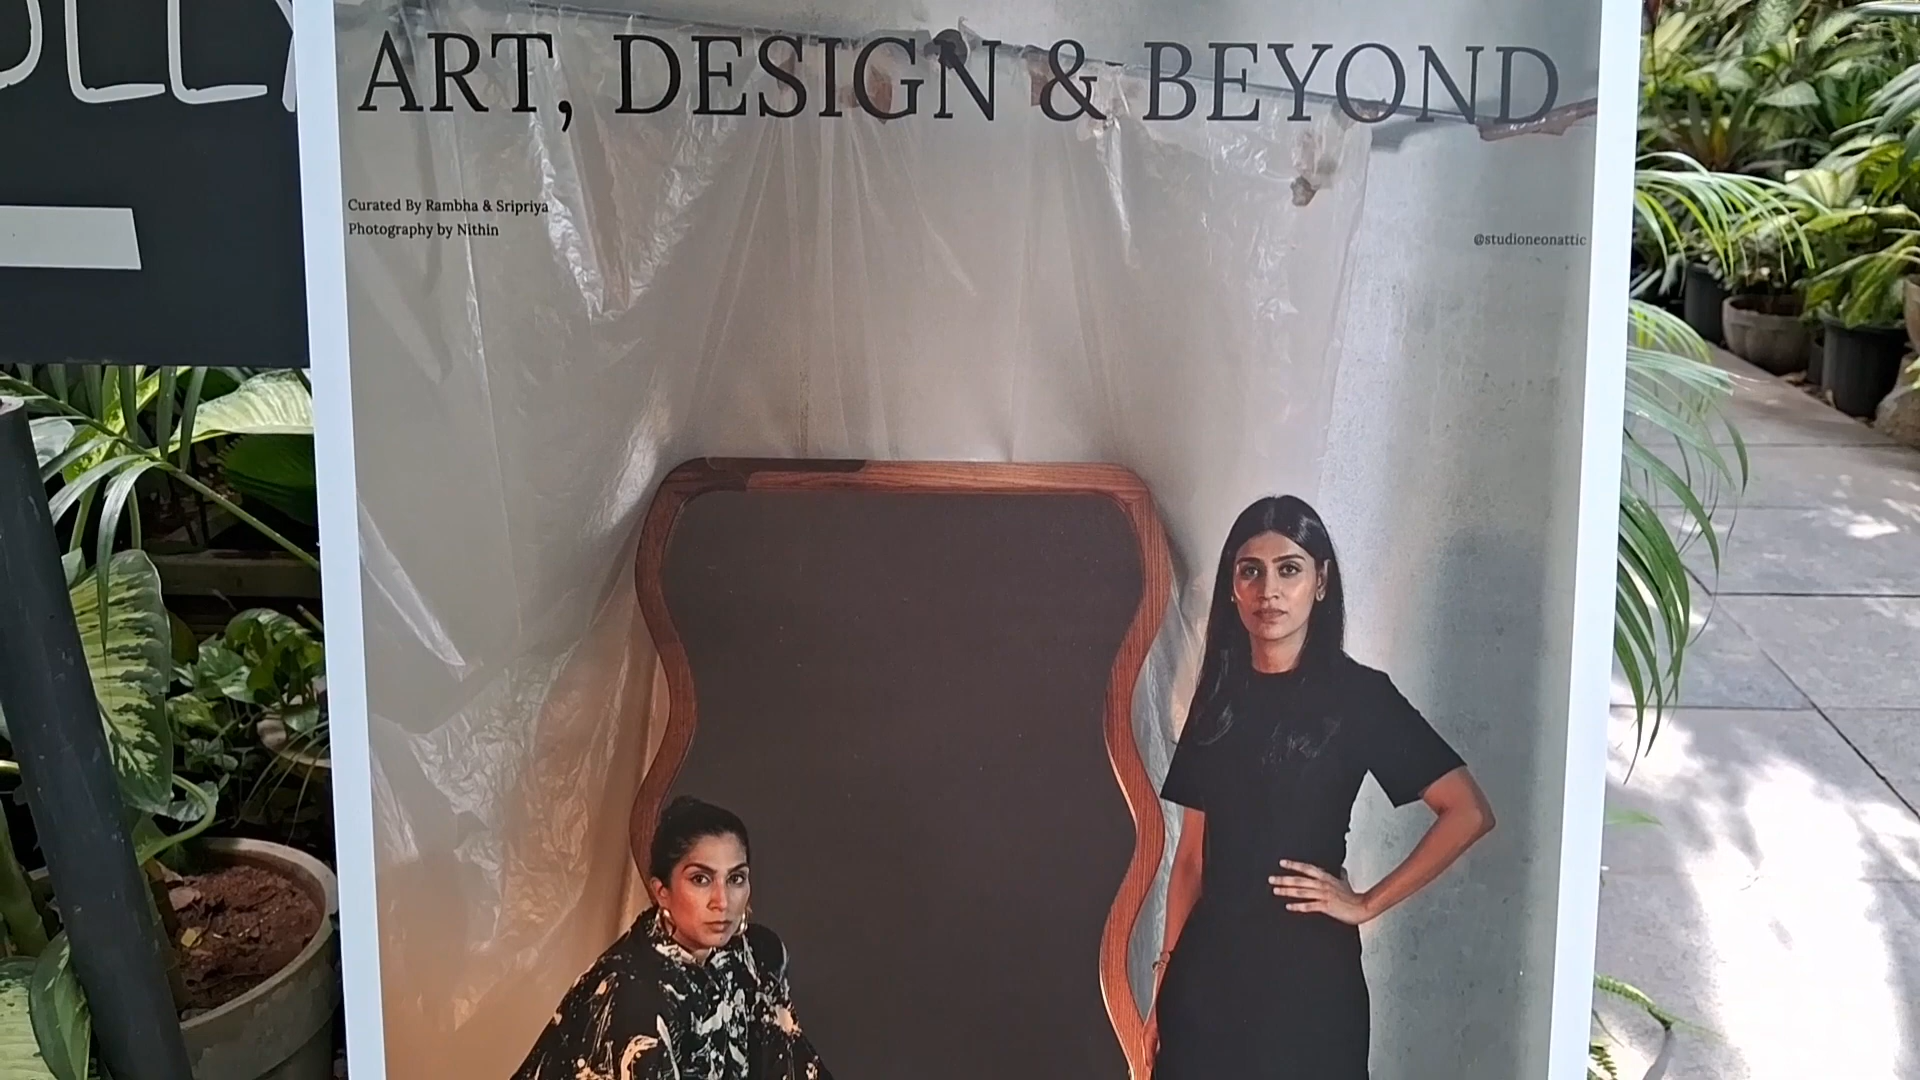 ART, DESIGN & BEYOND
Curated By Rambha & Sripriya
Photography by Nithin
@studioneonattic